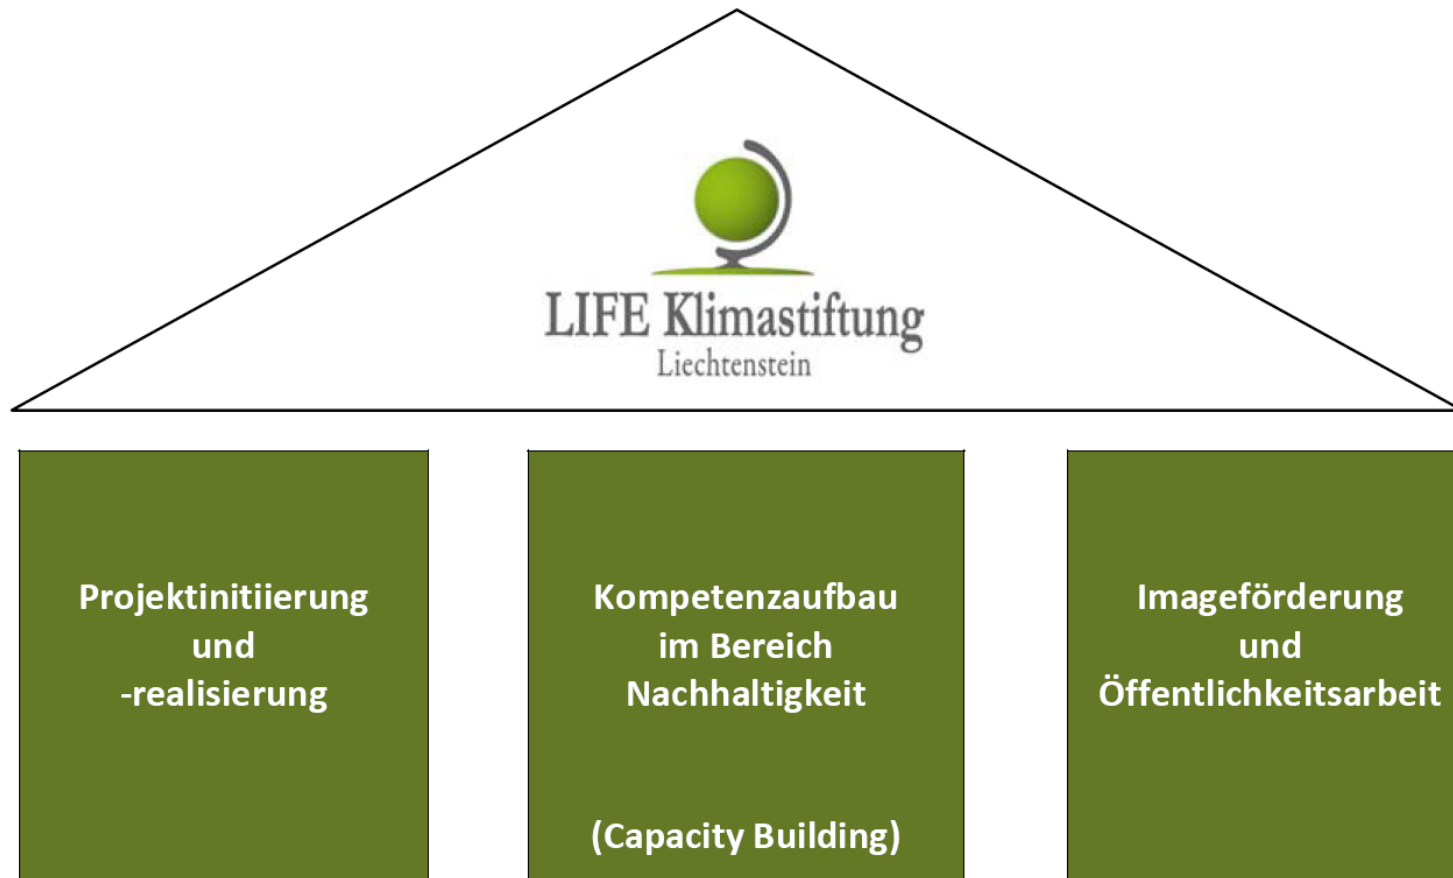 LIFE Klimastiftung
Liechtenstein
Projektinitiierung
und
-realisierung
Kompetenzaufbau
im Bereich
Nachhaltigkeit
(Capacity Building)
Imageförderung
und
Öffentlichkeitsarbeit